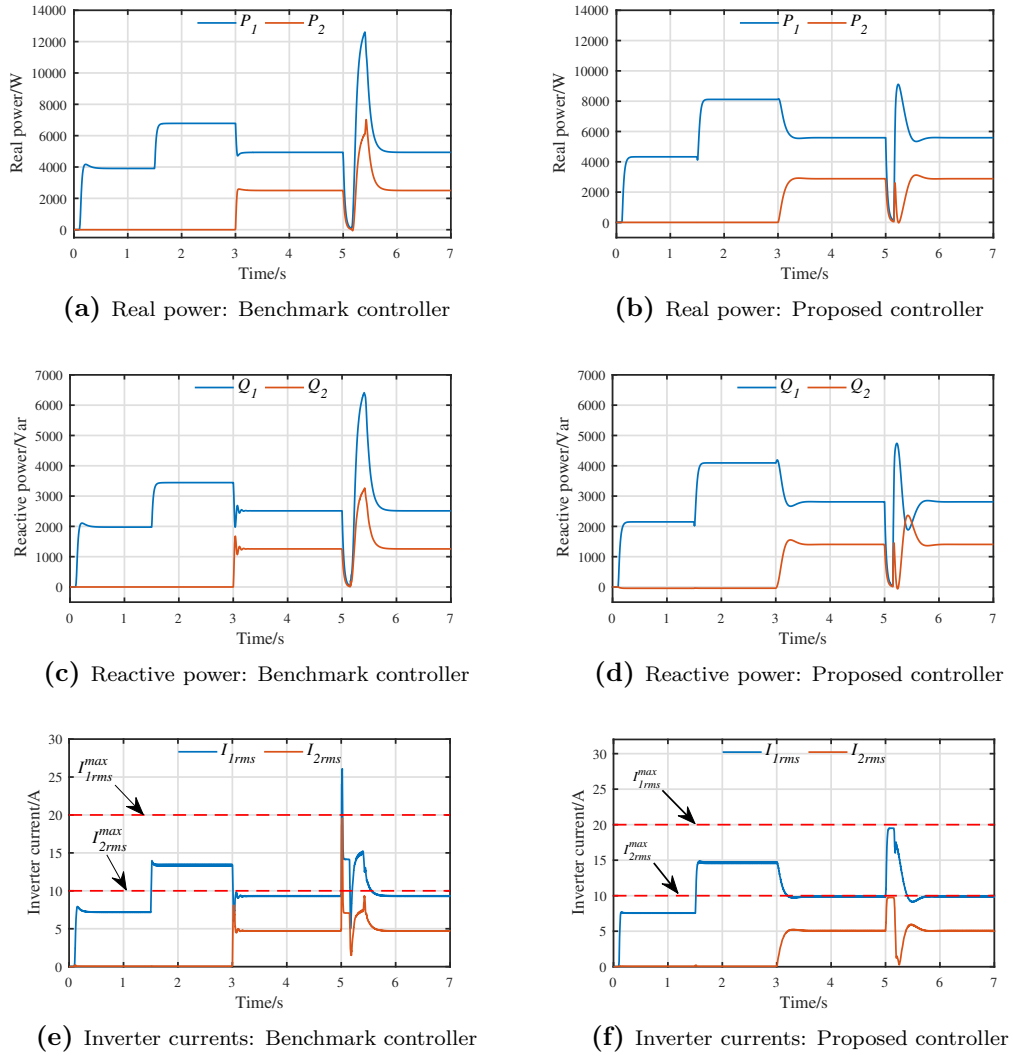 P1 P2
14000
12000
10000
8000
6000
4000
2000
0
Real power/W
0 1 2 3 4 5 6 7
Time/s
(a) Real power: Benchmark controller
P1 P2
14000
12000
10000
8000
6000
4000
2000
0
Real power/W
0 1 2 3 4 5 6 7
Time/s
(b) Real power: Proposed controller
Q1 Q2
7000
6000
5000
4000
3000
2000
1000
0
Reactive power/Var
0 1 2 3 4 5 6 7
Time/s
(c) Reactive power: Benchmark controller
Q1 Q2
7000
6000
5000
4000
3000
2000
1000
0
Reactive power/Var
0 1 2 3 4 5 6 7
Time/s
(d) Reactive power: Proposed controller
I1rms I2rms
30
25
20
15
10
5
0
Inverter current/A
I1rms^max
I2rms^max
0 1 2 3 4 5 6 7
Time/s
(e) Inverter currents: Benchmark controller
I1rms I2rms
30
25
20
15
10
5
0
Inverter current/A
I1rms^max
I2rms^max
0 1 2 3 4 5 6 7
Time/s
(f) Inverter currents: Proposed controller